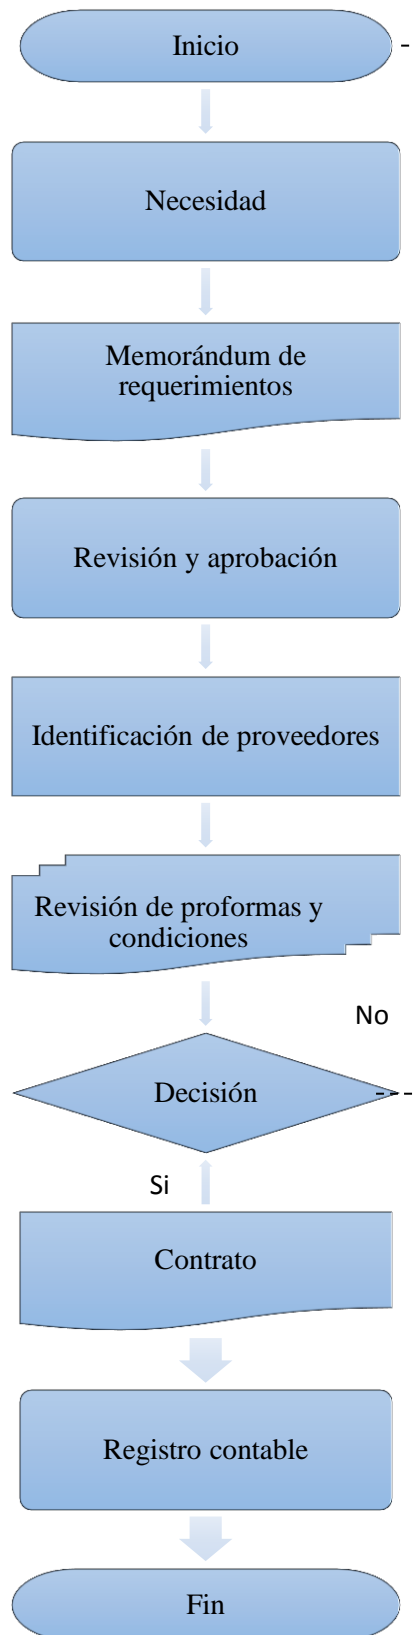 Inicio
Necesidad
Memorándum de
requerimientos
Revisión y aprobación
Identificación de proveedores
Revisión de proformas y
condiciones
No
Decisión
Si
Contrato
Registro contable
Fin